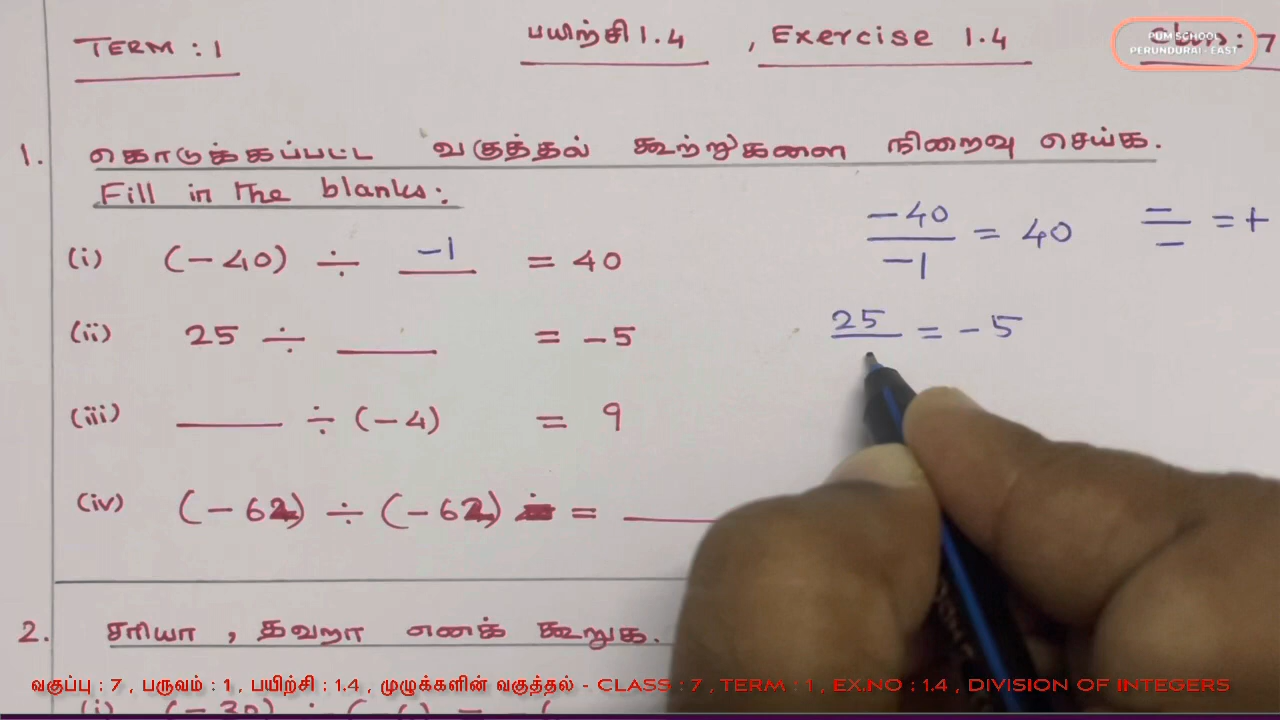 TERM : 1
பயிற்சி 1.4 , Exercise 1.4
PUM SCHOOL
PERUNDURAI - EAST
: 7
1. கொடுக்கப்பட்ட வகுத்தல் கூற்றுகளை நிறைவு செய்க.
Fill in the blanks:
(i) (-40) ÷ -1 = 40
-40/-1 = 40
-/- = +
(ii) 25 ÷ ____ = -5
25/ = -5
(iii) ____ ÷ (-4) = 9
(iv) (-62) ÷ (-62) = ____
2. சரியா , தவறா எனக் கூறுக.
வகுப்பு : 7 , பருவம் : 1 , பயிற்சி : 1.4 , முழுக்களின் வகுத்தல் - CLASS : 7 , TERM : 1 , EX.NO : 1.4 , DIVISION OF INTEGERS